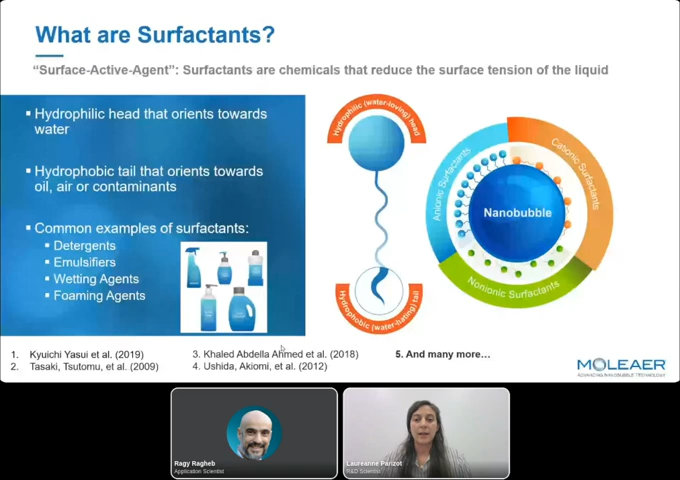 What are Surfactants?
“Surface-Active-Agent”: Surfactants are chemicals that reduce the surface tension of the liquid
▪ Hydrophilic head that orients towards
water
▪ Hydrophobic tail that orients towards
oil, air or contaminants
▪ Common examples of surfactants:
▪ Detergents
▪ Emulsifiers
▪ Wetting Agents
▪ Foaming Agents
Hydrophilic (water-loving) head
Hydrophobic (water-hating) tail
Anionic Surfactants
Cationic Surfactants
Nanobubble
Nonionic Surfactants
1. Kyuichi Yasui et al. (2019)
2. Tasaki, Tsutomu, et al. (2009)
3. Khaled Abdella Ahmed et al. (2018)
4. Ushida, Akiomi, et al. (2012)
5. And many more…
MOLEAER
ADVANCING NANOBUBBLE TECHNOLOGY
Ragy Ragheb
Application Scientist
Laureanne Parizot
R&D Scientist